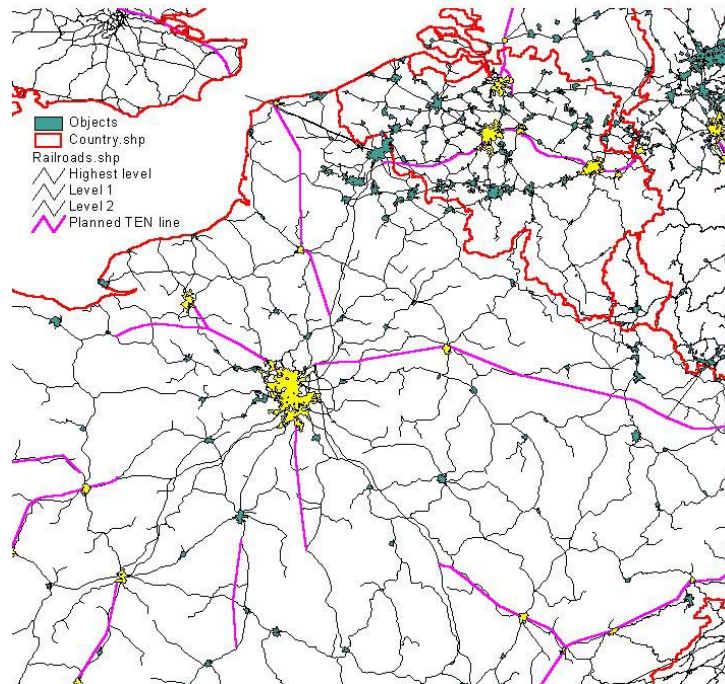 Objects
Country.shp
Railroads.shp
Highest level
Level 1
Level 2
Planned TEN line